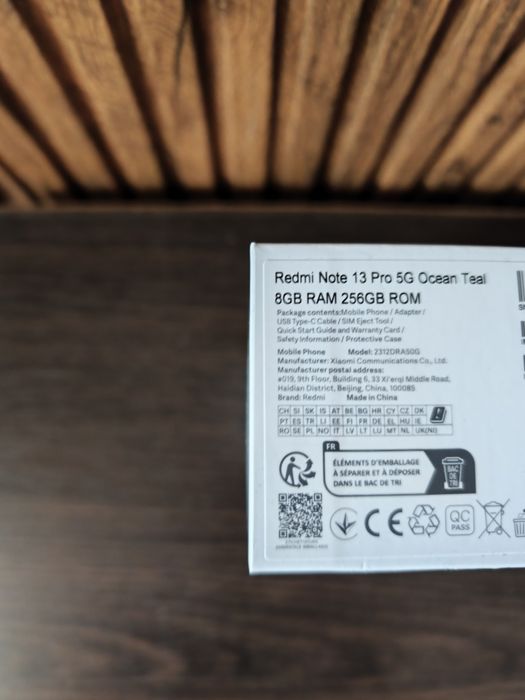 Redmi Note 13 Pro 5G Ocean Teal
8GB RAM 256GB ROM
Package contents:Mobile Phone / Adapter /
USB Type-C Cable / SIM Eject Tool /
Quick Start Guide and Warranty Card /
Safety Information / Protective Case
Mobile Phone Model: 2312DRA50G
Manufacturer: Xiaomi Communications Co., Ltd.
Manufacturer postal address:
#019, 9th Floor, Building 6, 33 Xi'erqi Middle Road,
Haidian District, Beijing, China, 100085
Brand: Redmi Made in China
CH SI SK IS AT BE BG HR CY CZ DK
PT ES TR LI EE FI FR DE EL HU IE
RO SE PL NO IT LV LT LU MT NL UK(NI)
FR
ÉLÉMENTS D'EMBALLAGE
À SÉPARER ET À DÉPOSER
DANS LE BAC DE TRI
BAC
DE
TRI
CE
QC
PASS